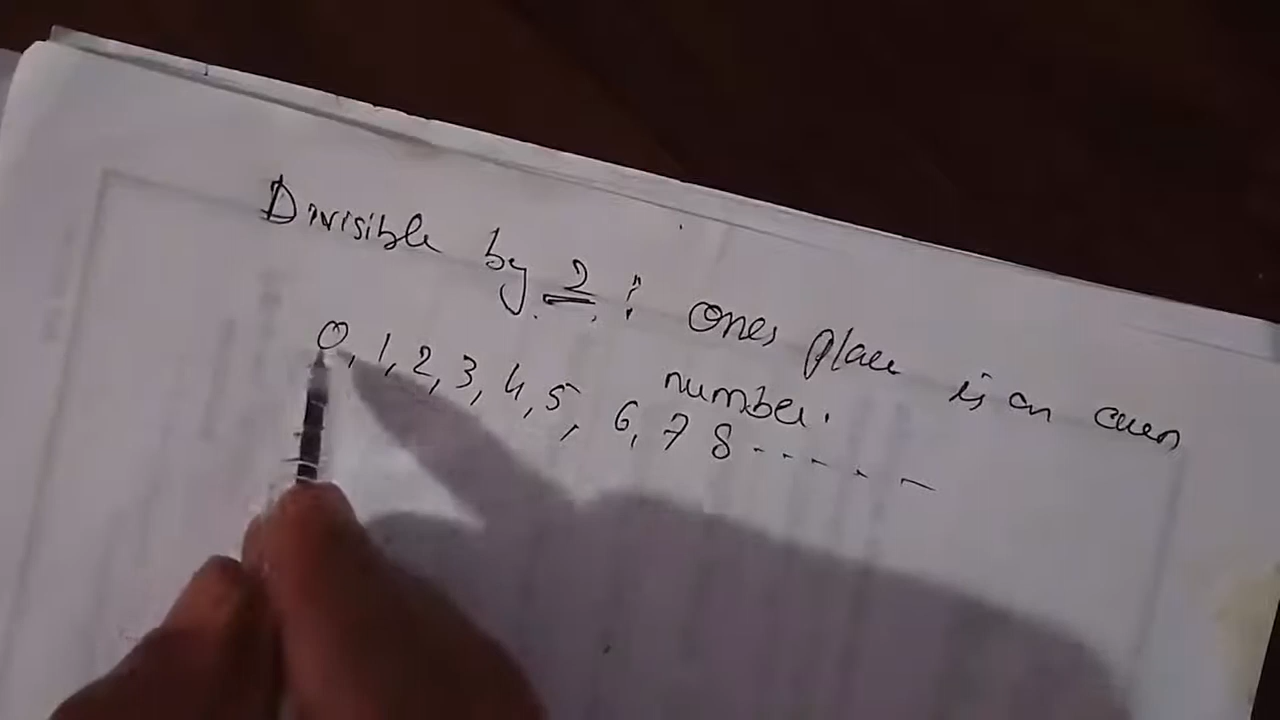 Divisible by 2 : Ones place is an even
number.
0, 1, 2, 3, 4, 5, 6, 7 8 -----